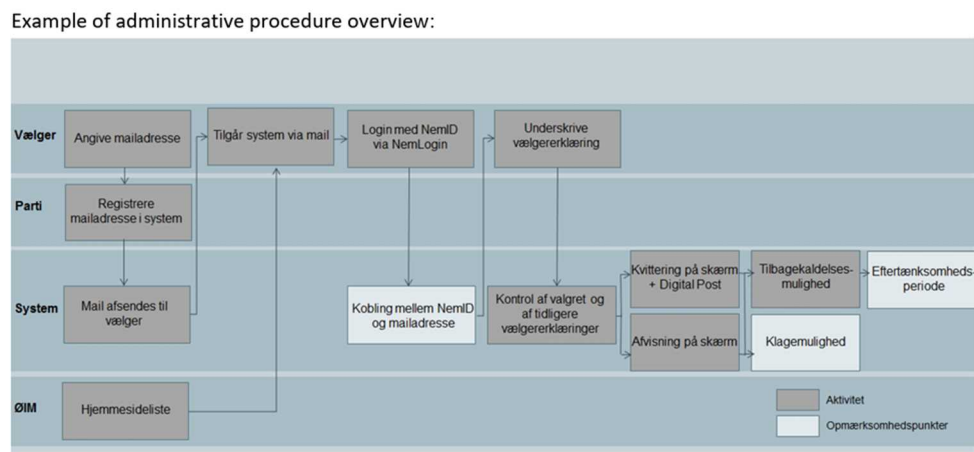 Example of administrative procedure overview:
Vælger
Angive mailadresse
Tilgår system via mail
Login med NemID
via NemLogin
Underskrive
vælgererklæring
Parti
Registrere
mailadresse i system
System
Mail afsendes til
vælger
Kobling mellem NemID
og mailadresse
Kontrol af valgret og
af tidligere
vælgererklæringer
Kvittering på skærm
+ Digital Post
Afvisning på skærm
Tilbagekaldelses-
mulighed
Klagemulighed
Eftertænksomheds-
periode
ØIM
Hjemmesideliste
Aktivitet
Opmærksomhedspunkter